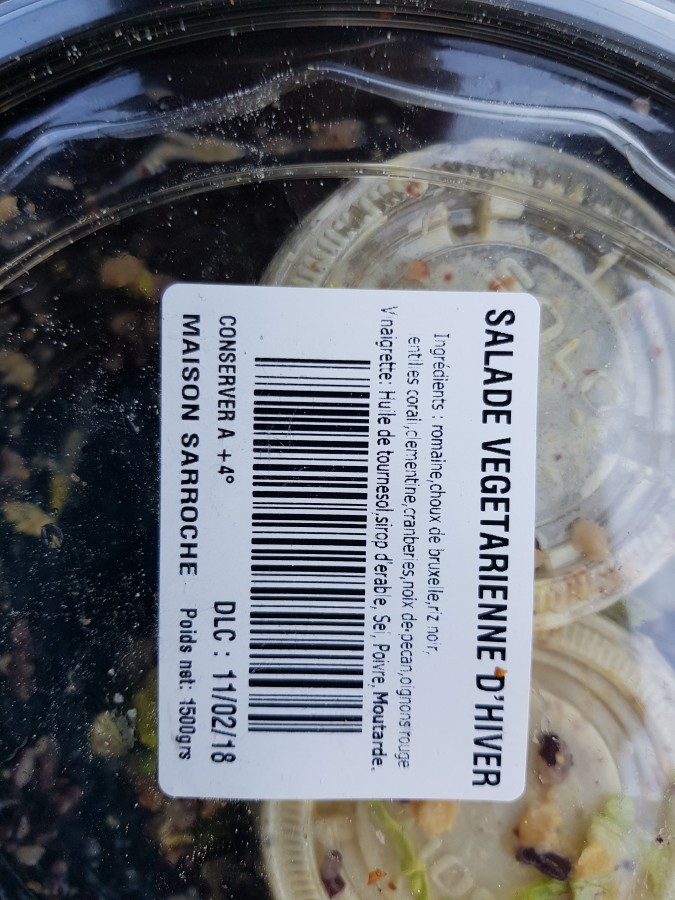 SALADE VEGETARIENNE D'HIVER
Ingrédients : romaine,choux de bruxelle,riz noir,
entilles corail,clementine,cranberries,noix de pecan,oignons rouge
Vinaigrette: Huile de tournesol,sirop d'erable, Sel, Poivre, Moutarde.
CONSERVER A +4° DLC : 11/02/18
MAISON SARROCHE Poids net: 1500grs